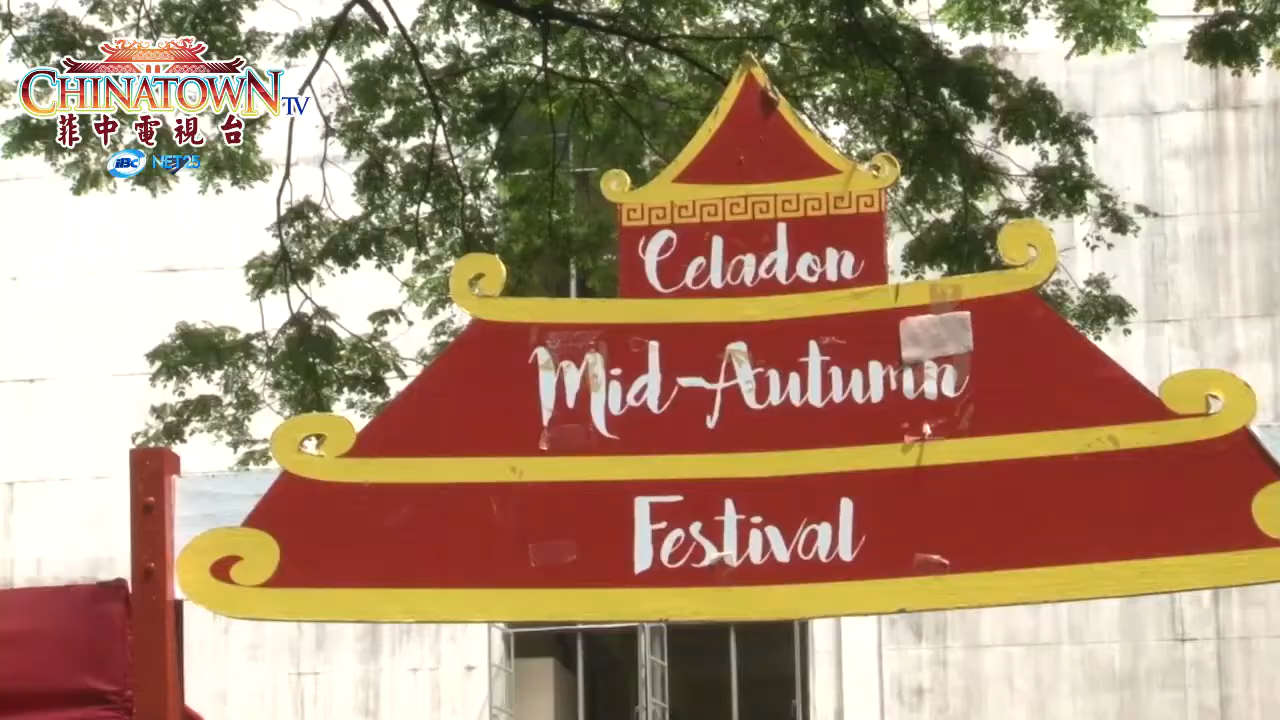 CHINATOWN TV
菲中電視台
IBC NET25
Celadon
Mid-Autumn
Festival